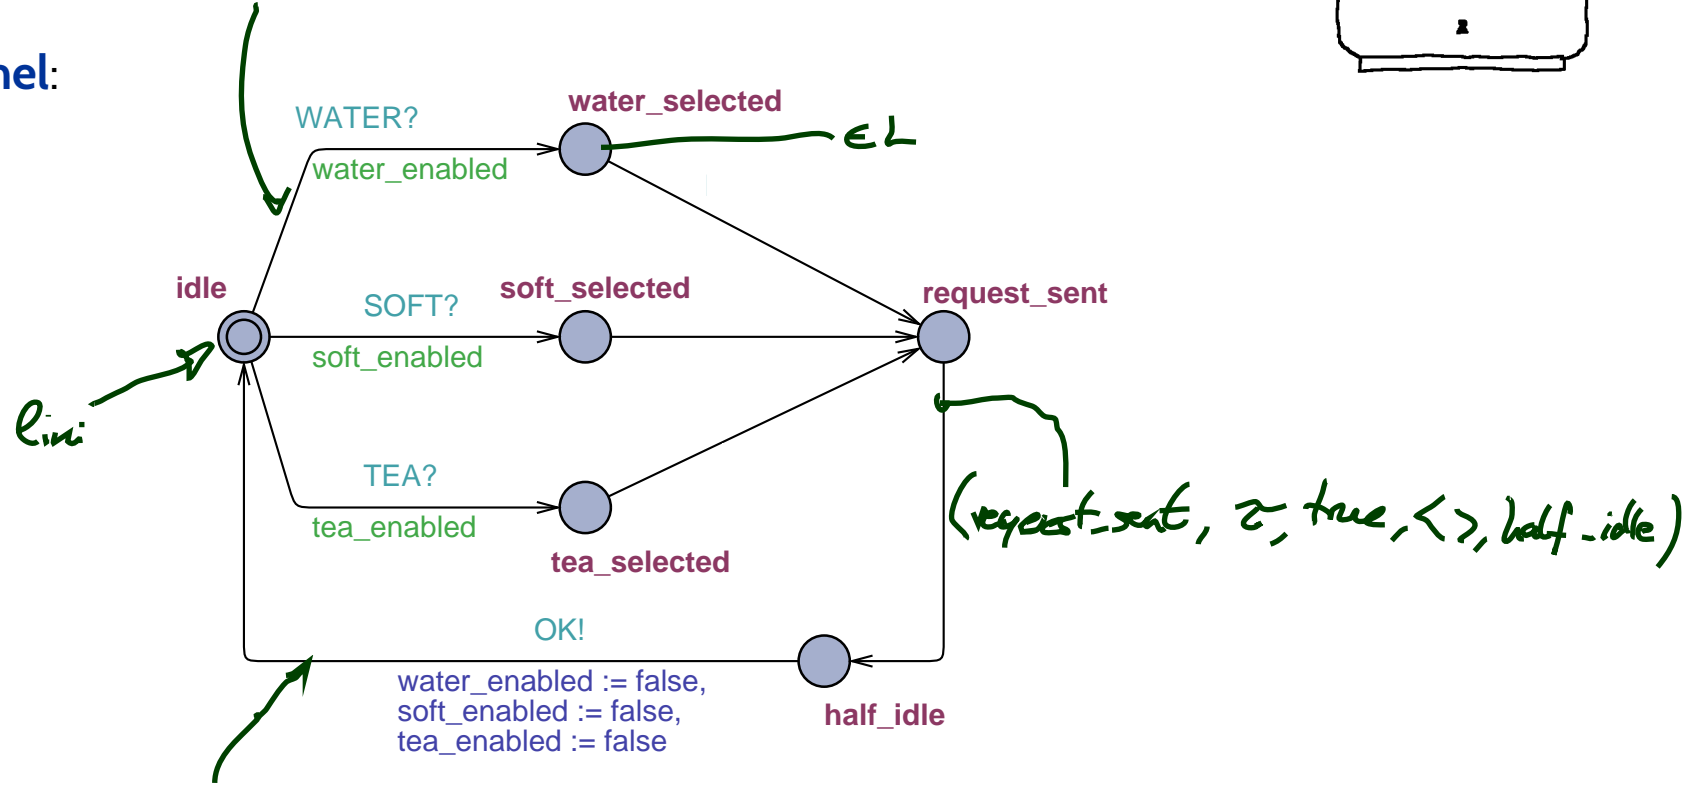 nel:
WATER?
water_enabled
water_selected
∈ L
idle
SOFT?
soft_enabled
soft_selected
request_sent
ℓini
TEA?
tea_enabled
tea_selected
(request_sent, τ, true, <>, half_idle)
OK!
water_enabled := false,
soft_enabled := false,
tea_enabled := false
half_idle